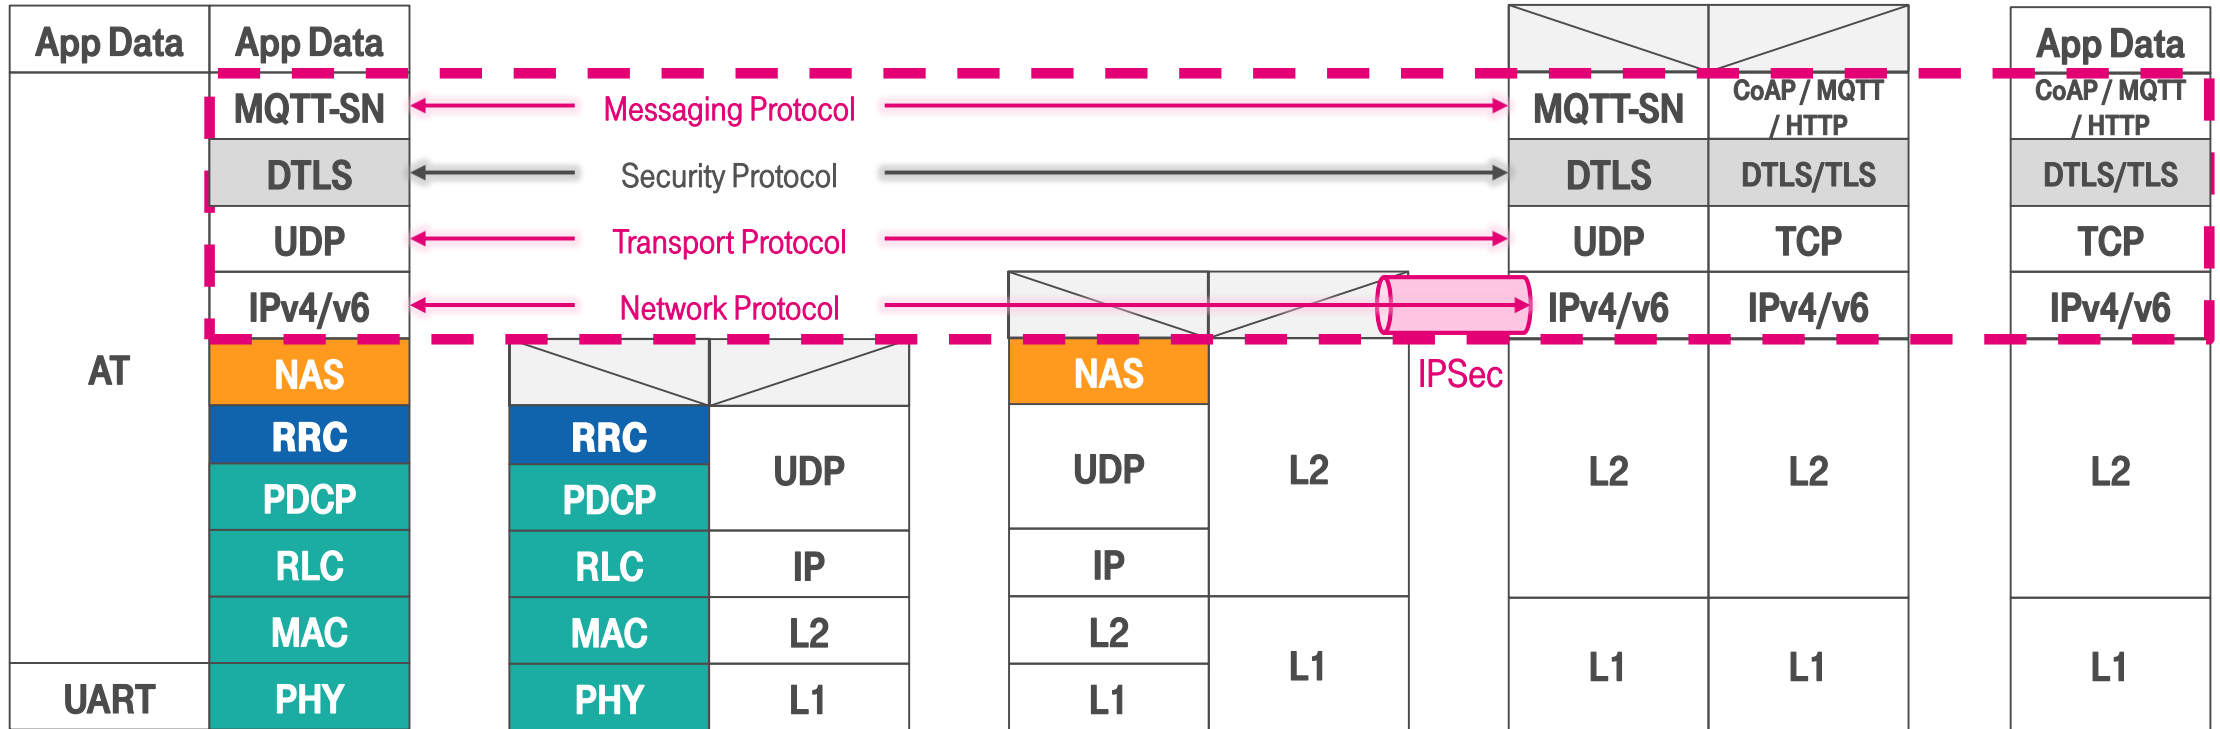 App Data
App Data
App Data
MQTT-SN
Messaging Protocol
MQTT-SN
CoAP / MQTT
/ HTTP
CoAP / MQTT
/ HTTP
DTLS
Security Protocol
DTLS
DTLS/TLS
DTLS/TLS
UDP
Transport Protocol
UDP
TCP
TCP
IPv4/v6
Network Protocol
IPv4/v6
IPv4/v6
IPv4/v6
AT
NAS
NAS
IPSec
RRC
RRC
UDP
UDP
L2
L2
L2
L2
PDCP
PDCP
RLC
RLC
IP
IP
MAC
MAC
L2
L2
L1
L1
L1
L1
UART
PHY
PHY
L1
L1